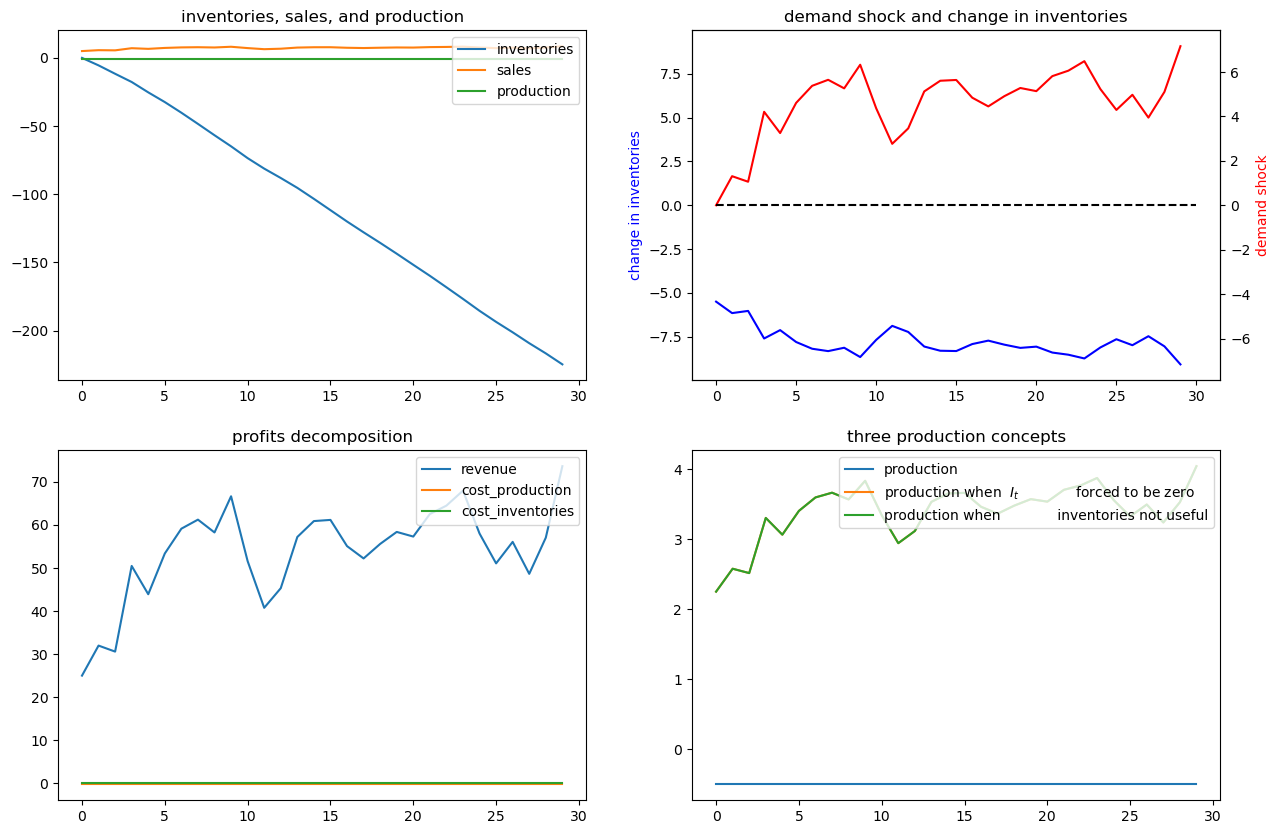 inventories, sales, and production
0
−50
−100
−150
−200
0 5 10 15 20 25 30
inventories
sales
production
demand shock and change in inventories
change in inventories
7.5
5.0
2.5
0.0
−2.5
−5.0
−7.5
0 5 10 15 20 25 30
6
4
2
0
−2
−4
−6
demand shock
profits decomposition
70
60
50
40
30
20
10
0
0 5 10 15 20 25 30
revenue
cost_production
cost_inventories
three production concepts
4
3
2
1
0
0 5 10 15 20 25 30
production
production when I_t forced to be zero
production when inventories not useful